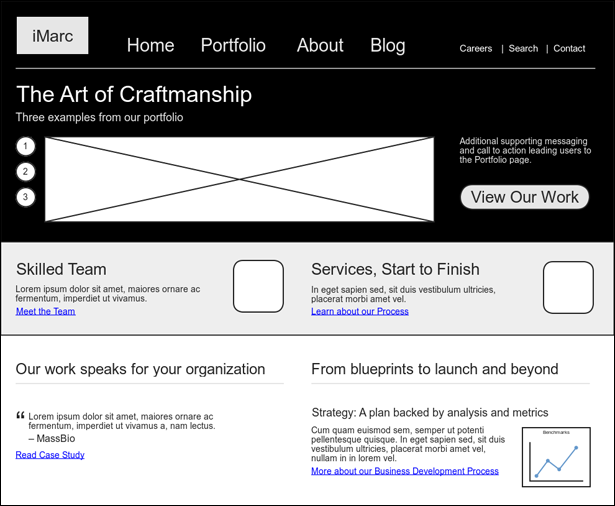 iMarc
Home Portfolio About Blog
Careers | Search | Contact
The Art of Craftmanship
Three examples from our portfolio
1
2
3
Additional supporting messaging
and call to action leading users to
the Portfolio page.
View Our Work
Skilled Team
Lorem ipsum dolor sit amet, maiores ornare ac
fermentum, imperdiet ut vivamus.
Meet the Team
Services, Start to Finish
In eget sapien sed, sit duis vestibulum ultricies,
placerat morbi amet vel.
Learn about our Process
Our work speaks for your organization
“ Lorem ipsum dolor sit amet, maiores ornare ac
fermentum, imperdiet ut vivamus a, nam lectus.
– MassBio
Read Case Study
From blueprints to launch and beyond
Strategy: A plan backed by analysis and metrics
Cum quam euismod sem, semper ut potenti
pellentesque quisque. In eget sapien sed, sit duis
vestibulum ultricies, placerat morbi amet vel,
nullam in in lorem vel.
More about our Business Development Process
Benchmarks